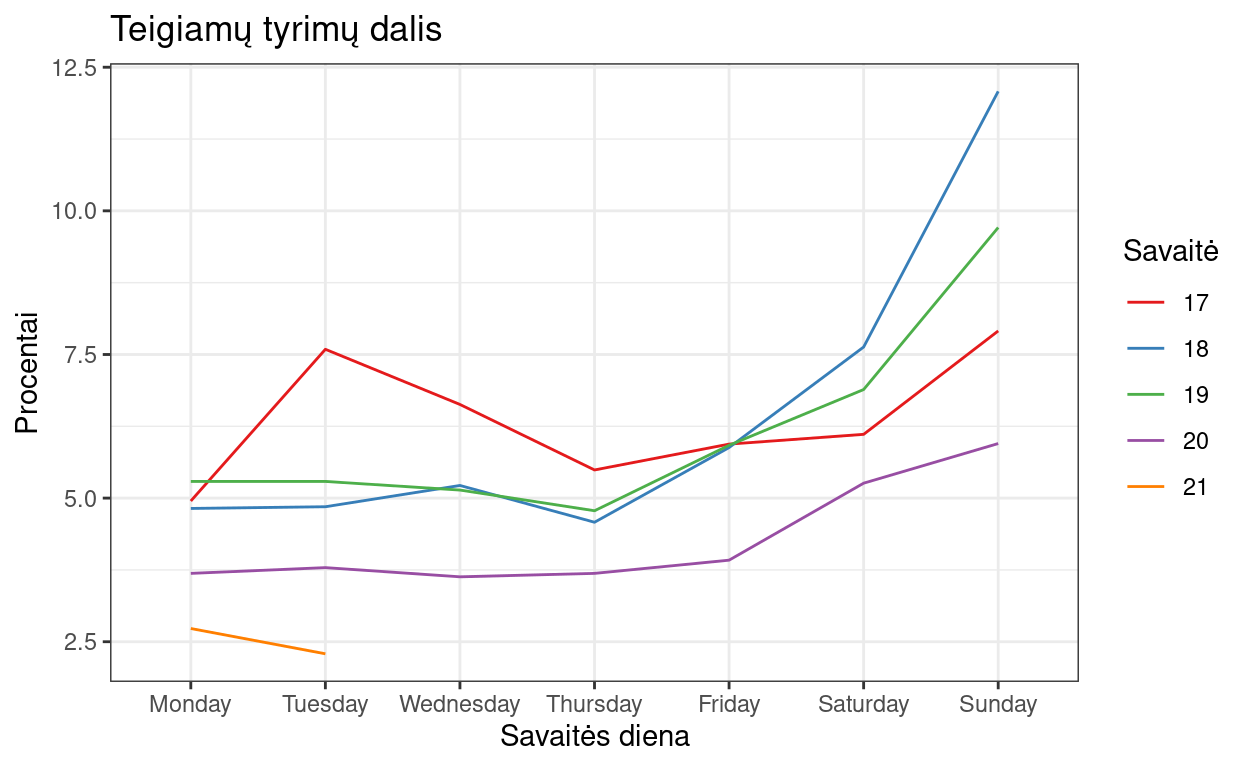 Teigiamų tyrimų dalis
12.5
10.0
7.5
5.0
2.5
Procentai
Monday Tuesday Wednesday Thursday Friday Saturday Sunday
Savaitės diena
Savaitė
17
18
19
20
21